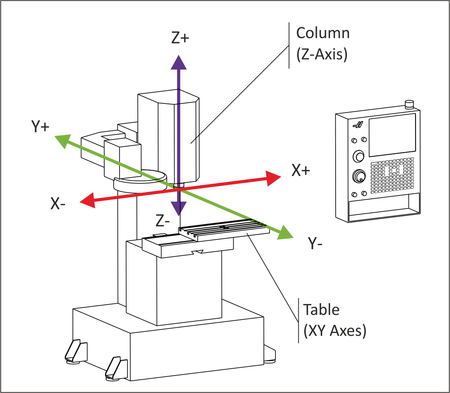 Z+
Column
(Z-Axis)
Y+
X+
X-
Z-
Y-
Table
(XY Axes)